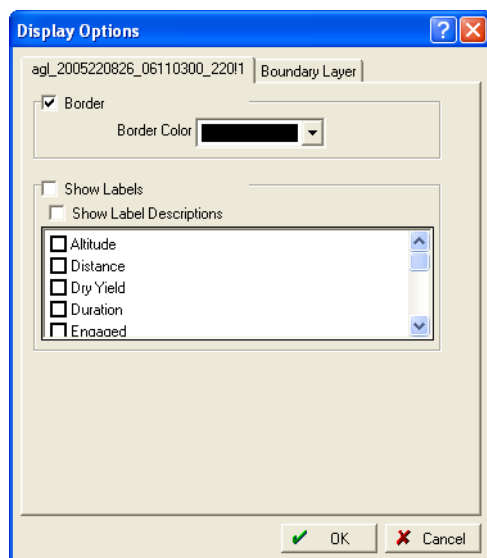 Display Options
agl_2005220826_06110300_220!1 Boundary Layer
Border
Border Color
Show Labels
Show Label Descriptions
Altitude
Distance
Dry Yield
Duration
Engaged
OK Cancel